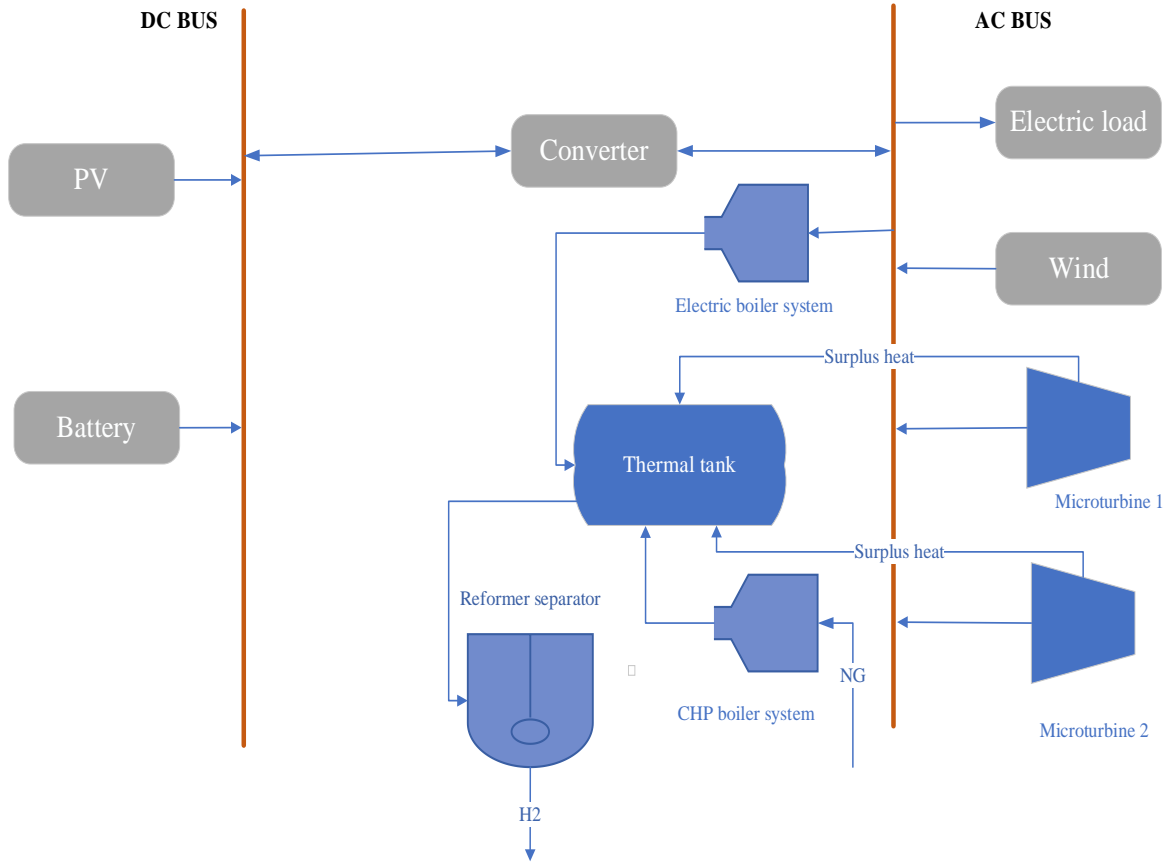 DC BUS
AC BUS
Electric load
Converter
PV
Wind
Electric boiler system
Surplus heat
Battery
Thermal tank
Microturbine 1
Surplus heat
Reformer separator
NG
CHP boiler system
Microturbine 2
H2